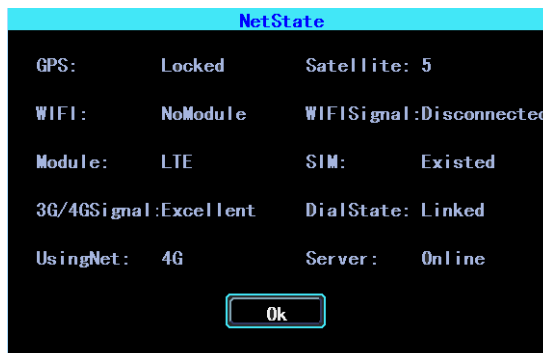 NetState
GPS: Locked Satellite: 5
WIFI: NoModule WIFISignal:Disconnected
Module: LTE SIM: Existed
3G/4GSignal:Excellent DialState: Linked
UsingNet: 4G Server: Online
Ok